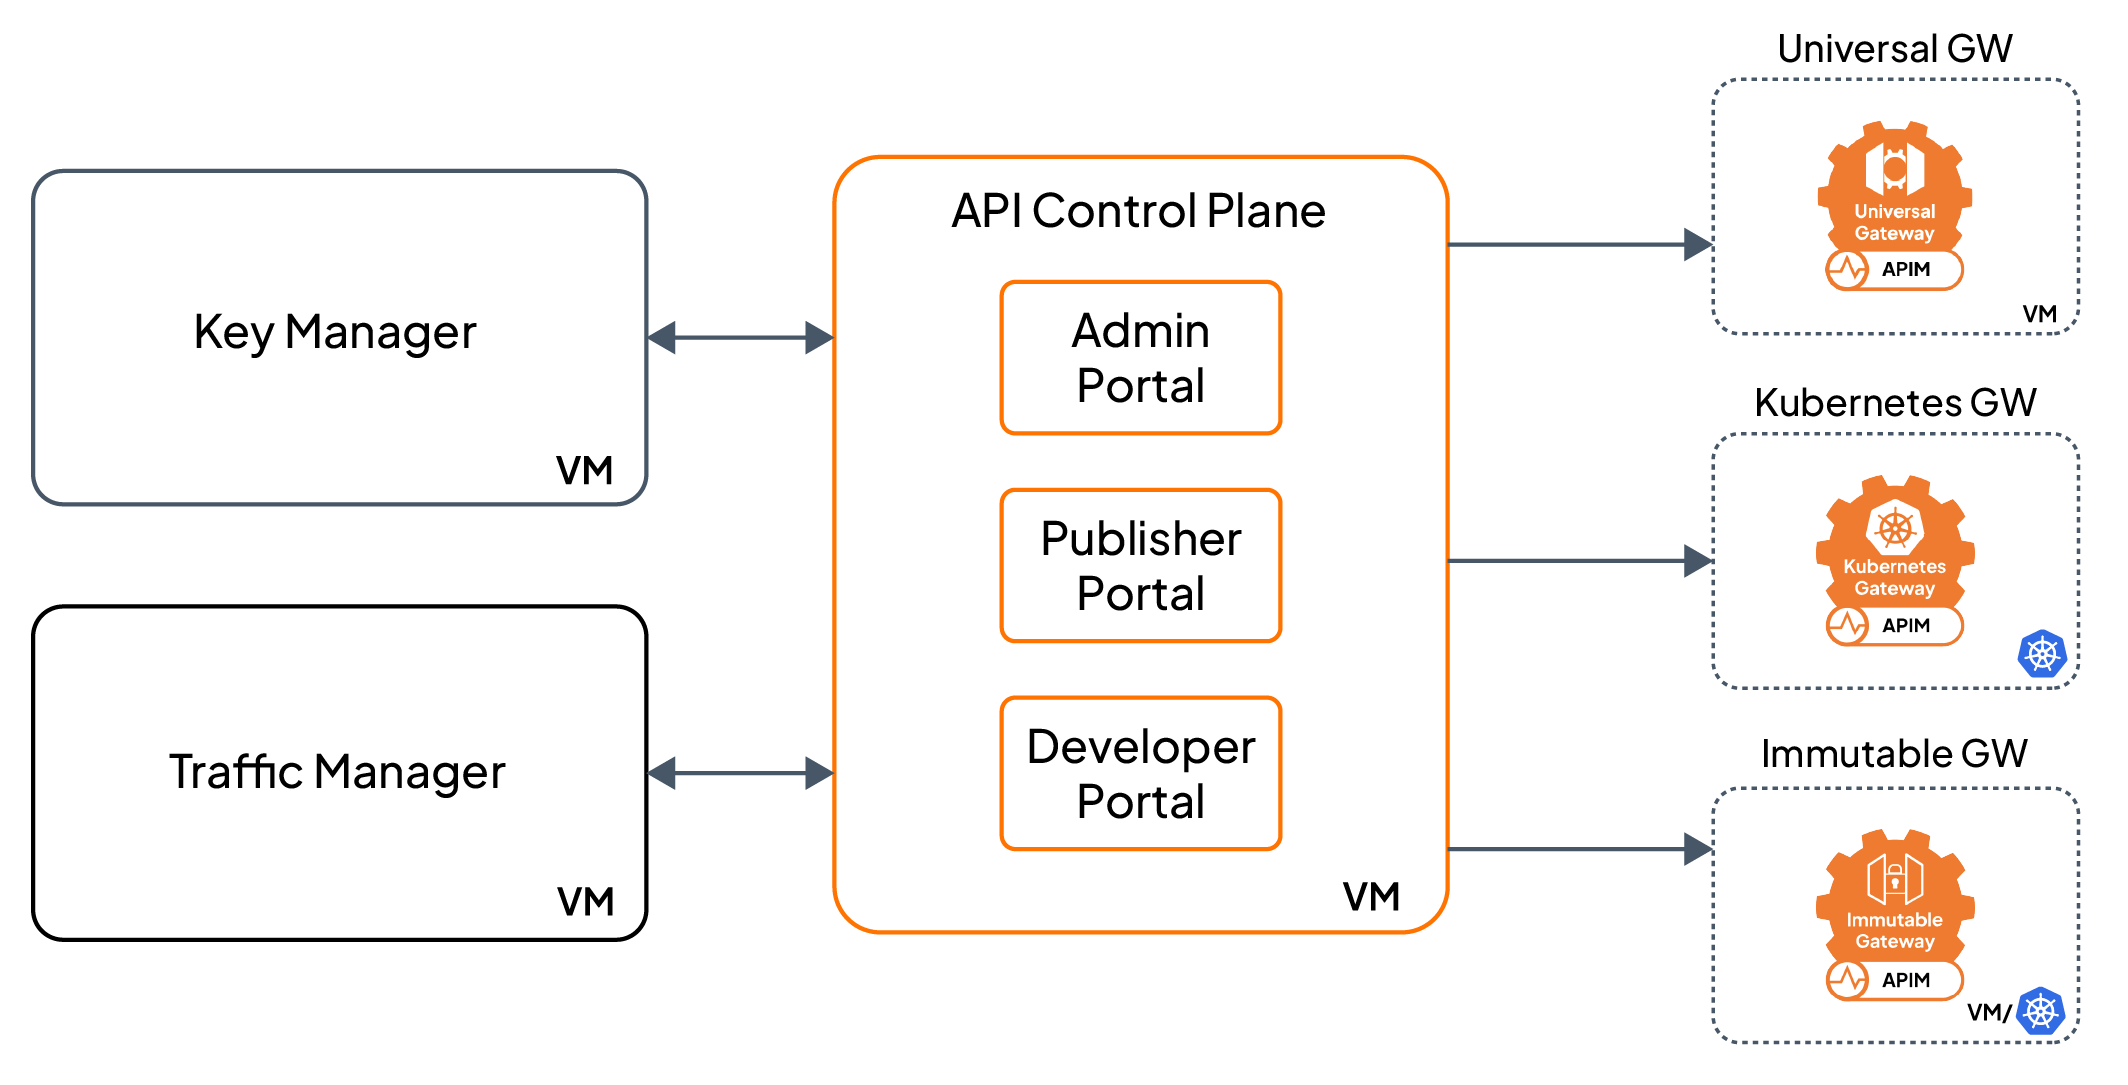 Key Manager
VM
Traffic Manager
VM
API Control Plane
Admin
Portal
Publisher
Portal
Developer
Portal
VM
Universal GW
Universal
Gateway
APIM
VM
Kubernetes GW
Kubernetes
Gateway
APIM
Immutable GW
Immutable
Gateway
APIM
VM/